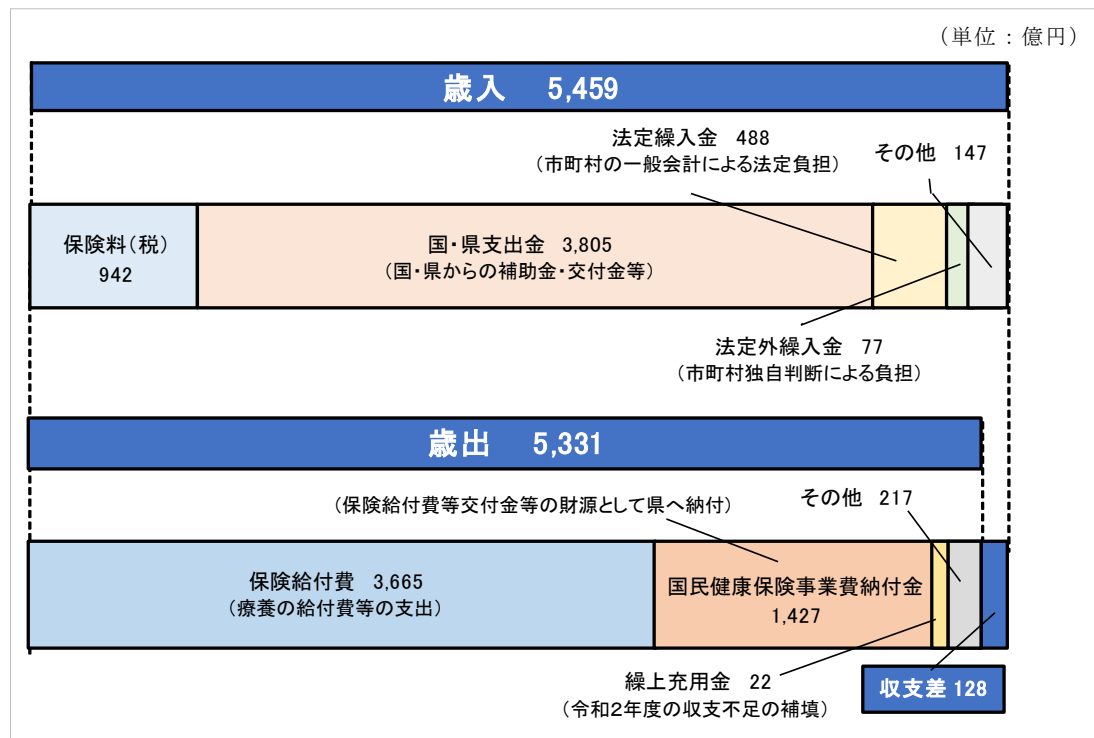 （単位：億円）
歳入 5,459
法定繰入金 488
（市町村の一般会計による法定負担）
その他 147
保険料（税）
942
国・県支出金 3,805
（国・県からの補助金・交付金等）
法定外繰入金 77
（市町村独自判断による負担）
歳出 5,331
（保険給付費等交付金等の財源として県へ納付）
その他 217
保険給付費 3,665
（療養の給付費等の支出）
国民健康保険事業費納付金
1,427
繰上充用金 22
（令和２年度の収支不足の補填）
収支差 128